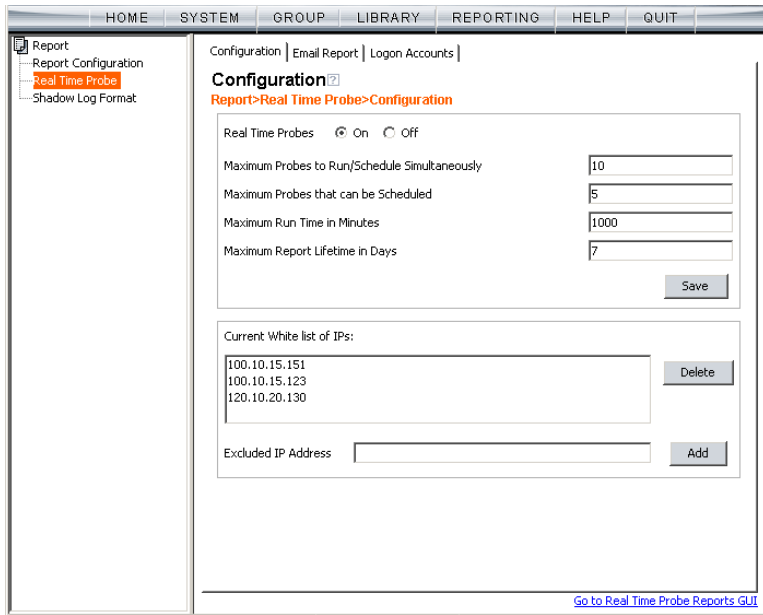 HOME SYSTEM GROUP LIBRARY REPORTING HELP QUIT
Report
Report Configuration
Real Time Probe
Shadow Log Format
Configuration Email Report Logon Accounts
Configuration ?
Report>Real Time Probe>Configuration
Real Time Probes On Off
Maximum Probes to Run/Schedule Simultaneously 10
Maximum Probes that can be Scheduled 5
Maximum Run Time in Minutes 1000
Maximum Report Lifetime in Days 7
Save
Current White list of IPs:
100.10.15.151
100.10.15.123
120.10.20.130
Delete
Excluded IP Address Add
Go to Real Time Probe Reports GUI